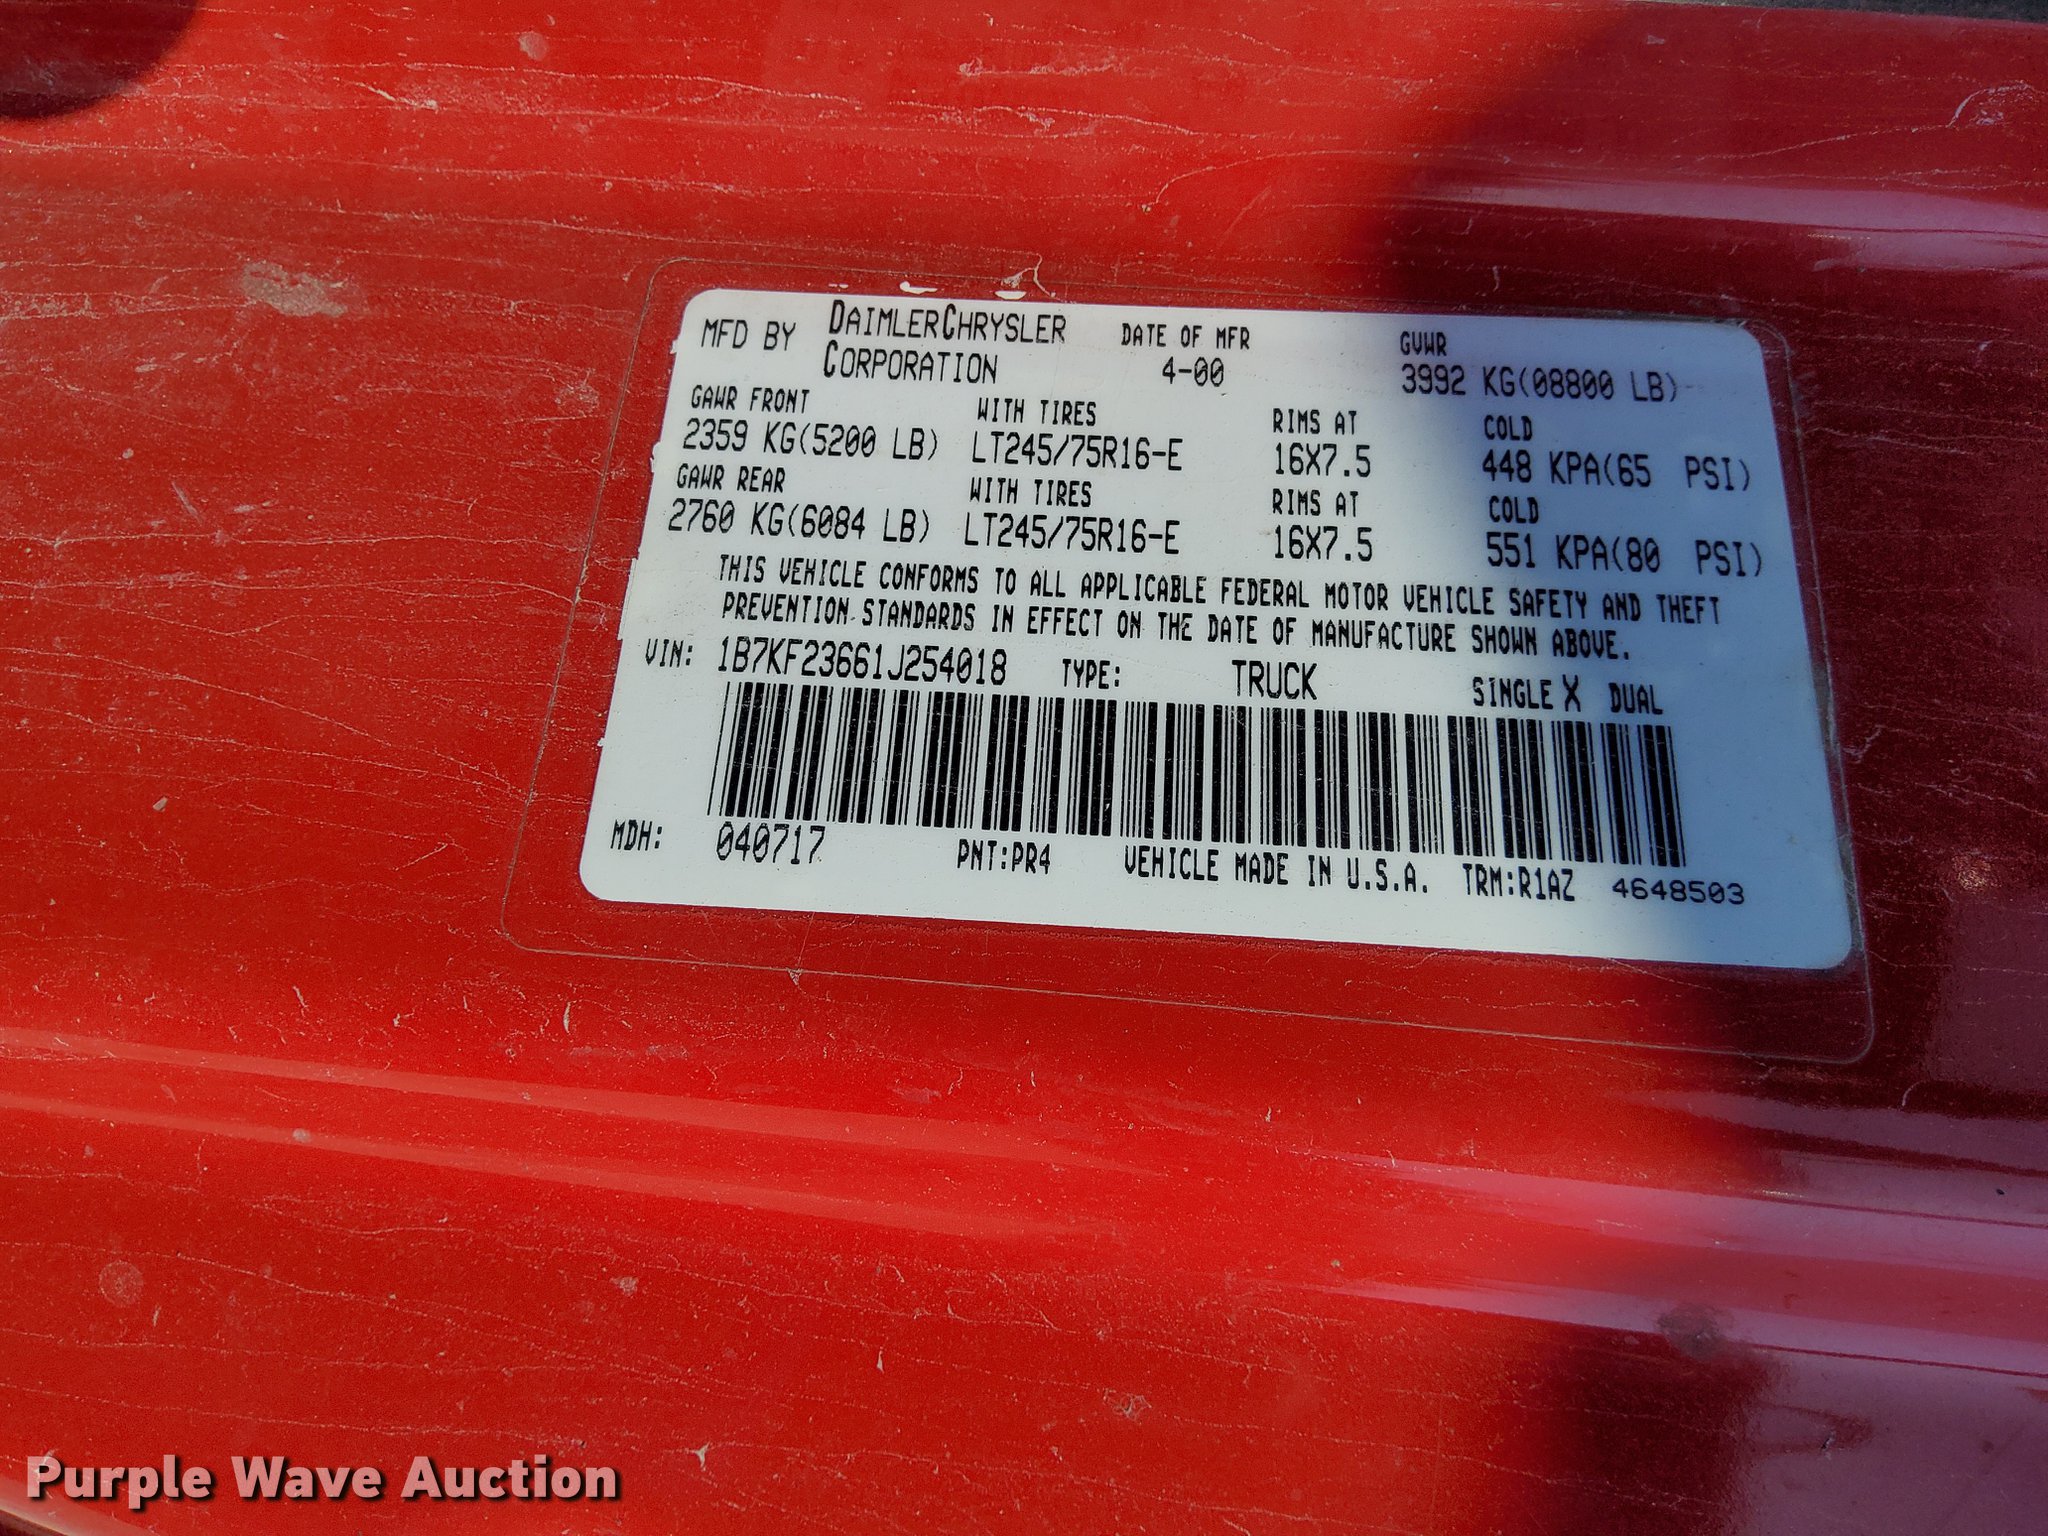 MFD BY DAIMLERCHRYSLER CORPORATION DATE OF MFR 4-00 GVWR 3992 KG(08800 LB)
GAWR FRONT WITH TIRES RIMS AT COLD
2359 KG(5200 LB) LT245/75R16-E 16X7.5 448 KPA(65 PSI)
GAWR REAR WITH TIRES RIMS AT COLD
2760 KG(6084 LB) LT245/75R16-E 16X7.5 551 KPA(80 PSI)
THIS VEHICLE CONFORMS TO ALL APPLICABLE FEDERAL MOTOR VEHICLE SAFETY AND THEFT
PREVENTION STANDARDS IN EFFECT ON THE DATE OF MANUFACTURE SHOWN ABOVE.
VIN: 1B7KF23661J254018 TYPE: TRUCK SINGLE X DUAL
MDH: 040717 PNT:PR4 VEHICLE MADE IN U.S.A. TRM:R1AZ 4648503
Purple Wave Auction